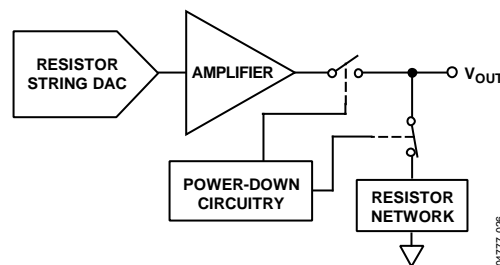 RESISTOR
STRING DAC
AMPLIFIER
VOUT
POWER-DOWN
CIRCUITRY
RESISTOR
NETWORK